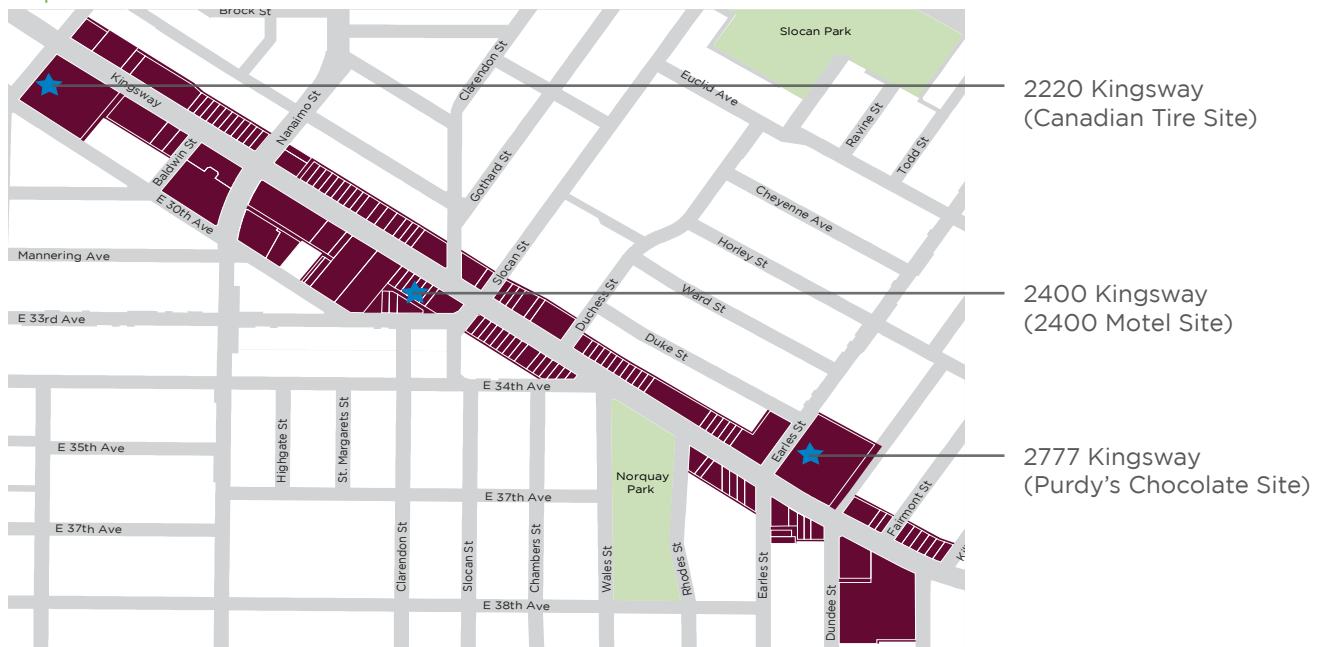 Brock St
Slocan Park
Clarendon St
Kingsway
Euclid Ave
2220 Kingsway
(Canadian Tire Site)
Nanaimo St
Ravine St
Todd St
Baldwin St
Gothard St
Cheyenne Ave
E 30th Ave
Horley St
Mannering Ave
Slocan St
Ward St
Duchess St
2400 Kingsway
(2400 Motel Site)
E 33rd Ave
Duke St
E 34th Ave
Highgate St
St. Margarets St
Earles St
E 35th Ave
2777 Kingsway
(Purdy's Chocolate Site)
Norquay
Park
E 37th Ave
Fairmont St
E 37th Ave
Clarendon St
Slocan St
Chambers St
Wales St
Rhodes St
Earles St
Dundee St
E 38th Ave